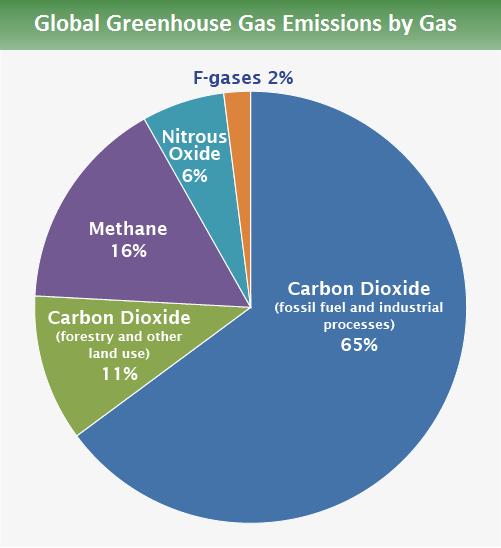 Global Greenhouse Gas Emissions by Gas
F-gases 2%
Nitrous
Oxide
6%
Methane
16%
Carbon Dioxide
(fossil fuel and industrial
processes)
65%
Carbon Dioxide
(forestry and other
land use)
11%